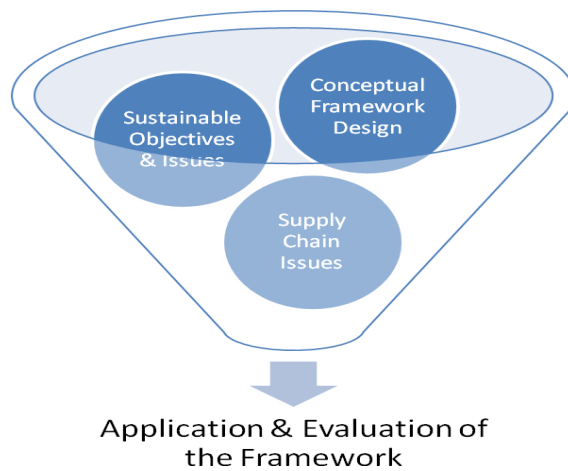 Sustainable
Objectives
& Issues
Conceptual
Framework
Design
Supply
Chain
Issues
Application & Evaluation of
the Framework